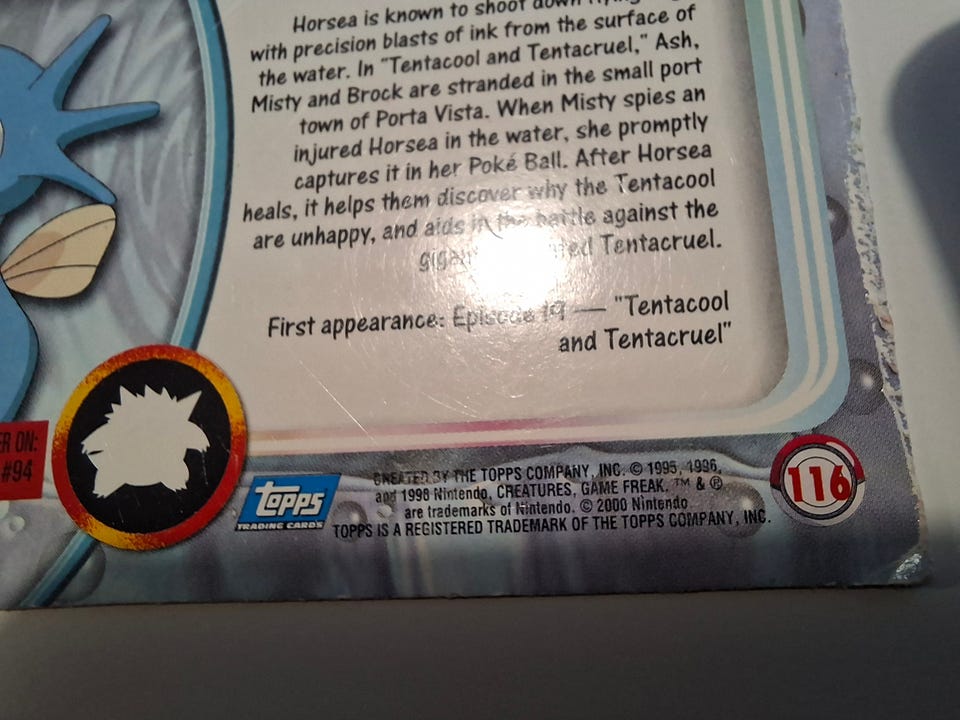 Horsea is known to shoot down
with precision blasts of ink from the surface of
the water. In "Tentacool and Tentacruel," Ash,
Misty and Brock are stranded in the small port
town of Porta Vista. When Misty spies an
injured Horsea in the water, she promptly
captures it in her Poké Ball. After Horsea
heals, it helps them discover why the Tentacool
are unhappy, and aids in the battle against the
Tentacruel.
First appearance: Episode 19 — "Tentacool
and Tentacruel"
ER ON:
#94
topps
TRADING CARDS
CREATED BY THE TOPPS COMPANY, INC. © 1995, 1996,
and 1998 Nintendo, CREATURES, GAME FREAK. ™ & ®
are trademarks of Nintendo. © 2000 Nintendo
TOPPS IS A REGISTERED TRADEMARK OF THE TOPPS COMPANY, INC.
116